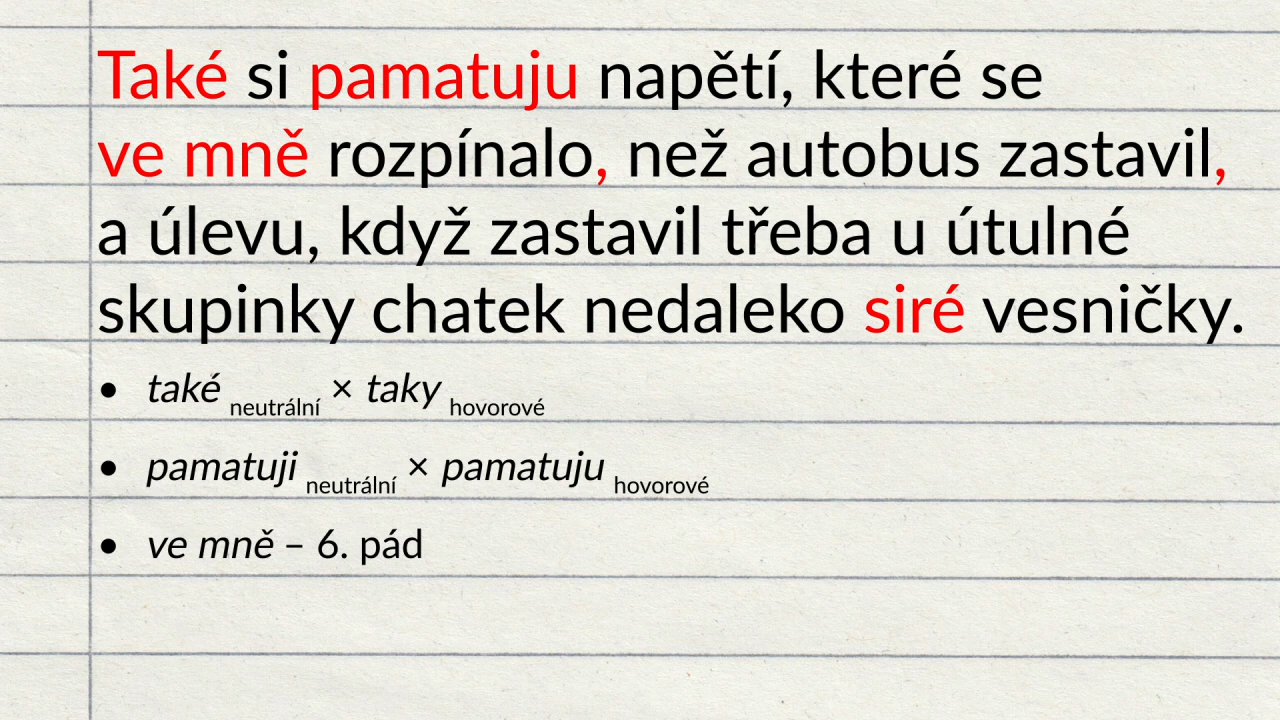 Také si pamatuju napětí, které se
ve mně rozpínalo, než autobus zastavil,
a úlevu, když zastavil třeba u útulné
skupinky chatek nedaleko siré vesničky.
• také neutrální × taky hovorové
• pamatuji neutrální × pamatuju hovorové
• ve mně – 6. pád